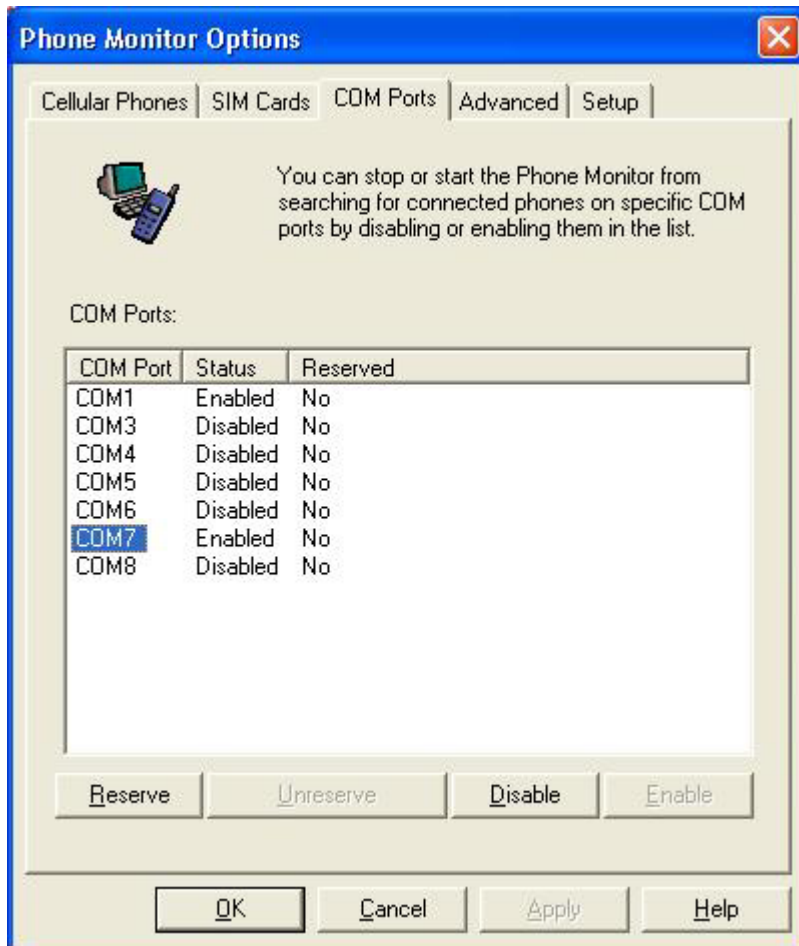 Phone Monitor Options
Cellular Phones SIM Cards COM Ports Advanced Setup
You can stop or start the Phone Monitor from
searching for connected phones on specific COM
ports by disabling or enabling them in the list.
COM Ports:
COM Port Status Reserved
COM1 Enabled No
COM3 Disabled No
COM4 Disabled No
COM5 Disabled No
COM6 Disabled No
COM7 Enabled No
COM8 Disabled No
Reserve Unreserve Disable Enable
OK Cancel Apply Help